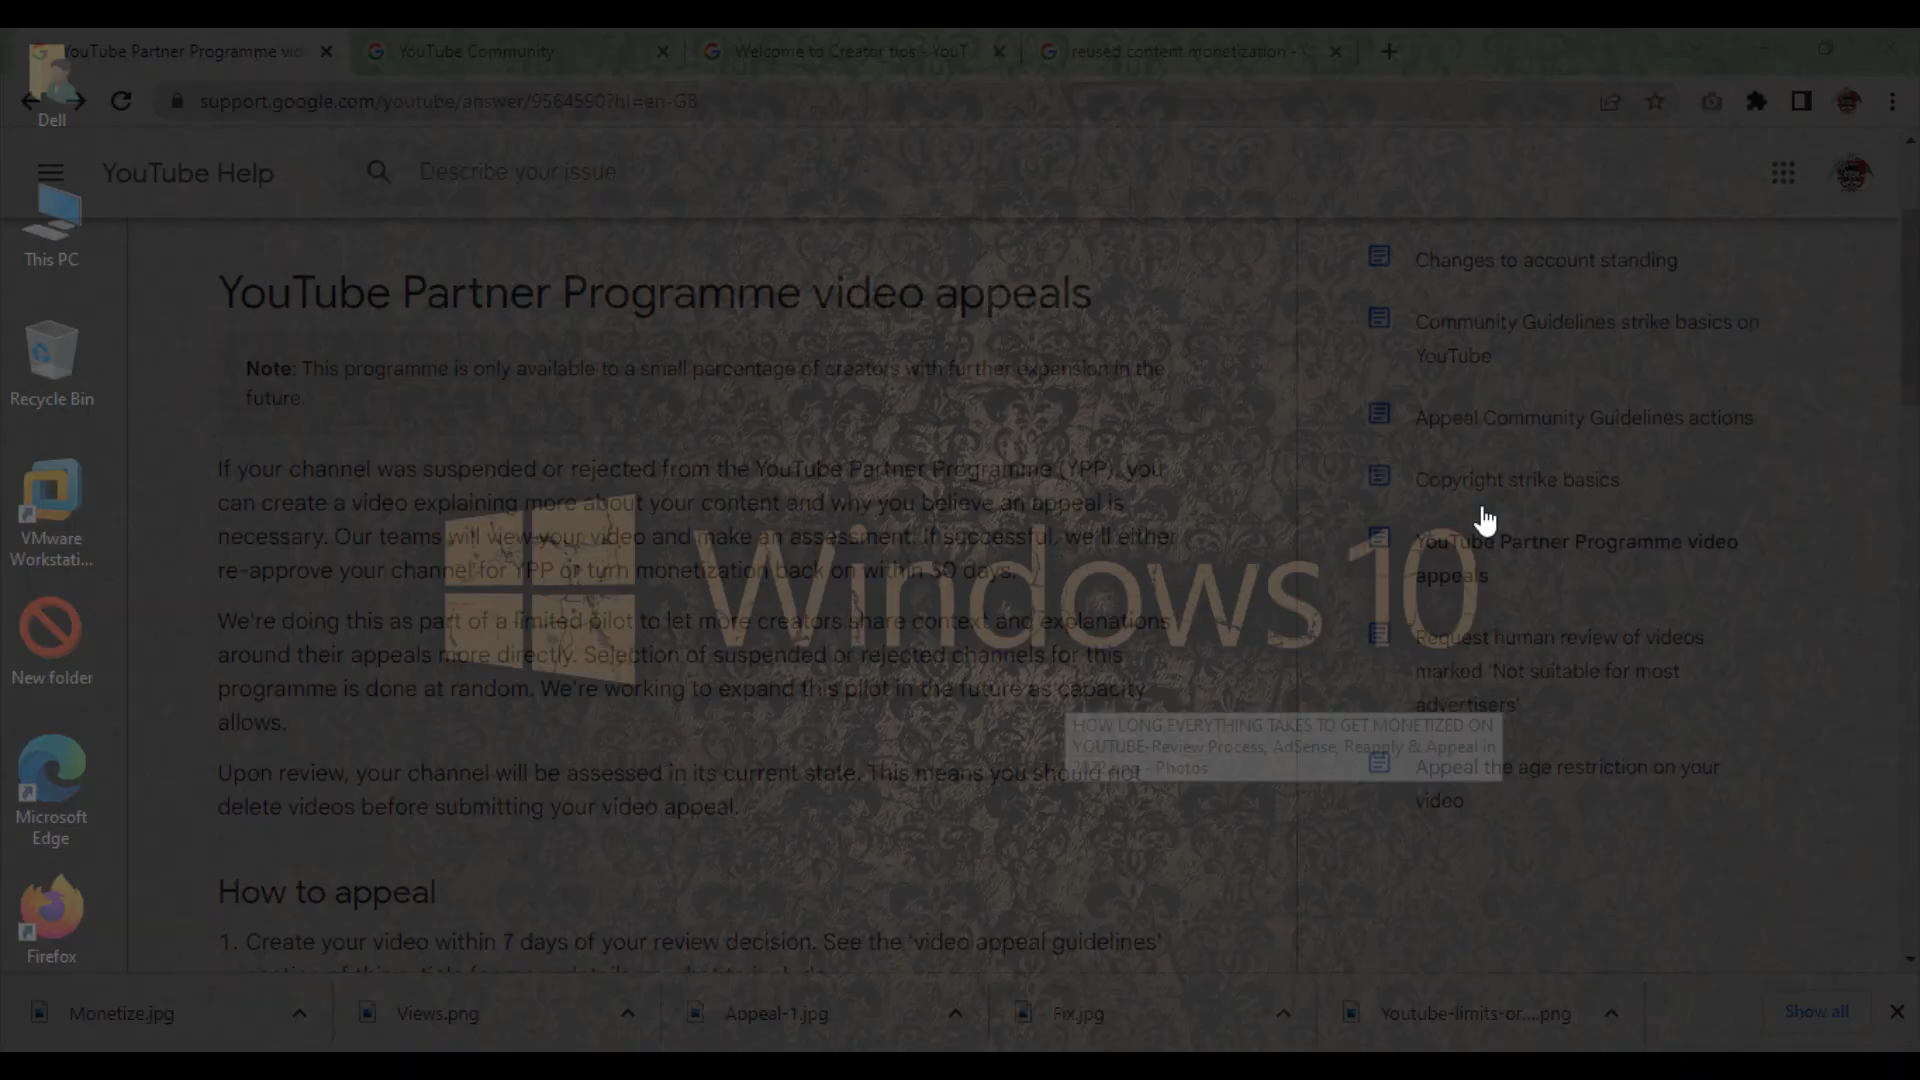 YouTube Partner Programme vid
YouTube Community
Welcome to Creator tips - YouT
reused content monetization -
support.google.com/youtube/answer/9564590?hl=en-GB
Dell
YouTube Help
Describe your issue
This PC
Recycle Bin
VMware
Workstati...
New folder
Microsoft
Edge
Firefox
YouTube Partner Programme video appeals
Note: This programme is only available to a small percentage of creators with further expansion in the
future.
If your channel was suspended or rejected from the YouTube Partner Programme (YPP), you
can create a video explaining more about your content and why you believe an appeal is
necessary. Our teams will view your video and make an assessment. If successful, we'll either
re-approve your channel for YPP or turn monetization back on within 30 days.
We're doing this as part of a limited pilot to let more creators share context and explanations
around their appeals more directly. Selection of suspended or rejected channels for this
programme is done at random. We're working to expand this pilot in the future as capacity
allows.
Upon review, your channel will be assessed in its current state. This means you should not
delete videos before submitting your video appeal.
How to appeal
1. Create your video within 7 days of your review decision. See the 'video appeal guidelines'
Windows 10
HOW LONG EVERYTHING TAKES TO GET MONETIZED ON
YOUTUBE-Review Process, AdSense, Reapply & Appeal in
2022.png - Photos
Changes to account standing
Community Guidelines strike basics on
YouTube
Appeal Community Guidelines actions
Copyright strike basics
YouTube Partner Programme video
appeals
Request human review of videos
marked 'Not suitable for most
advertisers'
Appeal the age restriction on your
video
Monetize.jpg
Views.png
Appeal-1.jpg
Fix.jpg
Youtube-limits-or....png
Show all